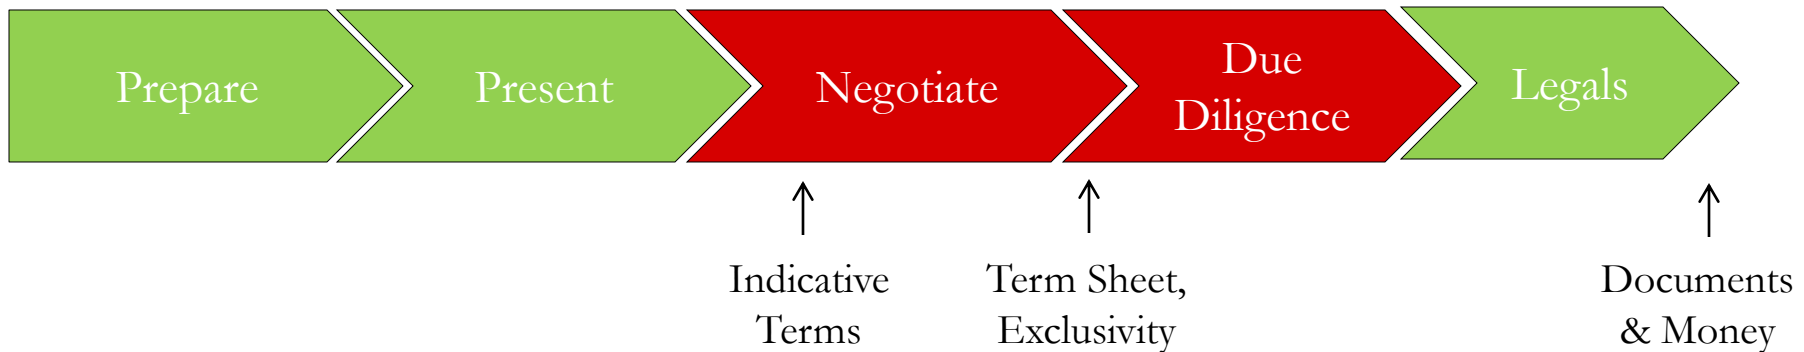 Prepare
Present
Negotiate
Due
Diligence
Legals
Indicative
Terms
Term Sheet,
Exclusivity
Documents
& Money